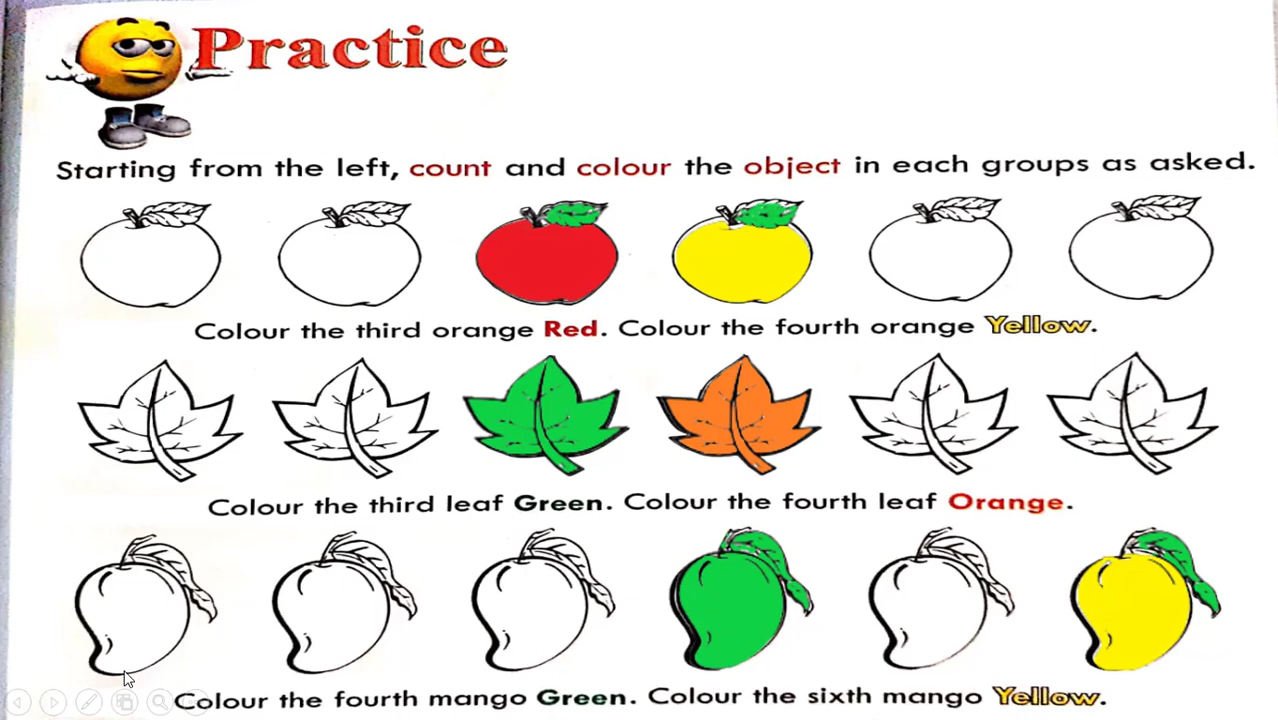 Practice
Starting from the left, count and colour the object in each groups as asked.
Colour the third orange Red. Colour the fourth orange Yellow.
Colour the third leaf Green. Colour the fourth leaf Orange.
Colour the fourth mango Green. Colour the sixth mango Yellow.